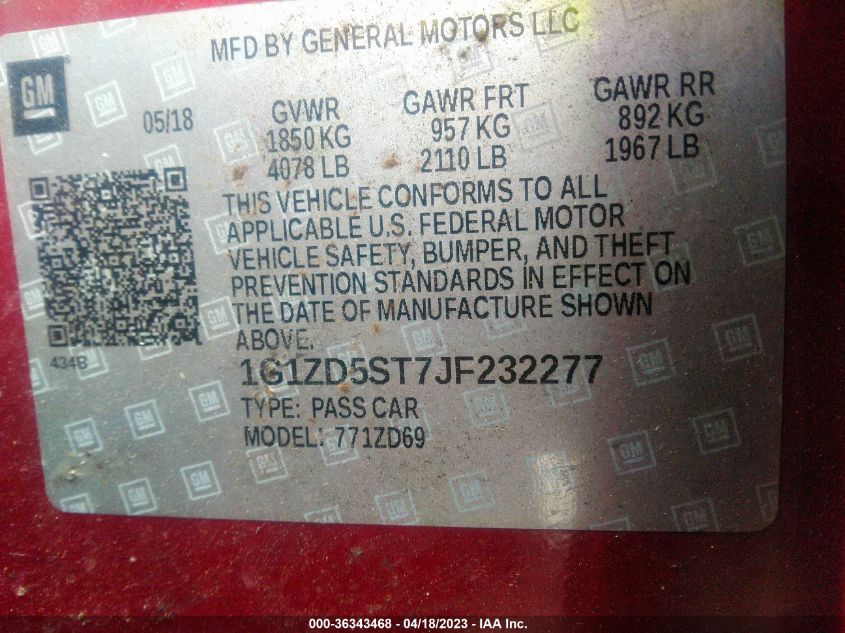 MFD BY GENERAL MOTORS LLC
GM
05/18
GVWR GAWR FRT GAWR RR
1850 KG 957 KG 892 KG
4078 LB 2110 LB 1967 LB
THIS VEHICLE CONFORMS TO ALL
APPLICABLE U.S. FEDERAL MOTOR
VEHICLE SAFETY, BUMPER, AND THEFT
PREVENTION STANDARDS IN EFFECT ON
THE DATE OF MANUFACTURE SHOWN
ABOVE.
434B
1G1ZD5ST7JF232277
TYPE: PASS CAR
MODEL: 771ZD69
000-36343468 - 04/18/2023 - IAA Inc.